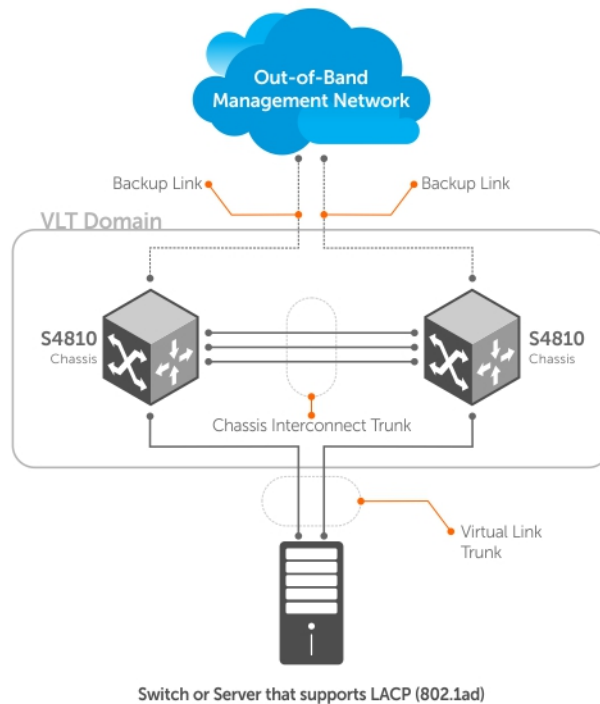 Out-of-Band
Management Network
Backup Link
Backup Link
VLT Domain
S4810
Chassis
S4810
Chassis
Chassis Interconnect Trunk
Virtual Link
Trunk
Switch or Server that supports LACP (802.1ad)